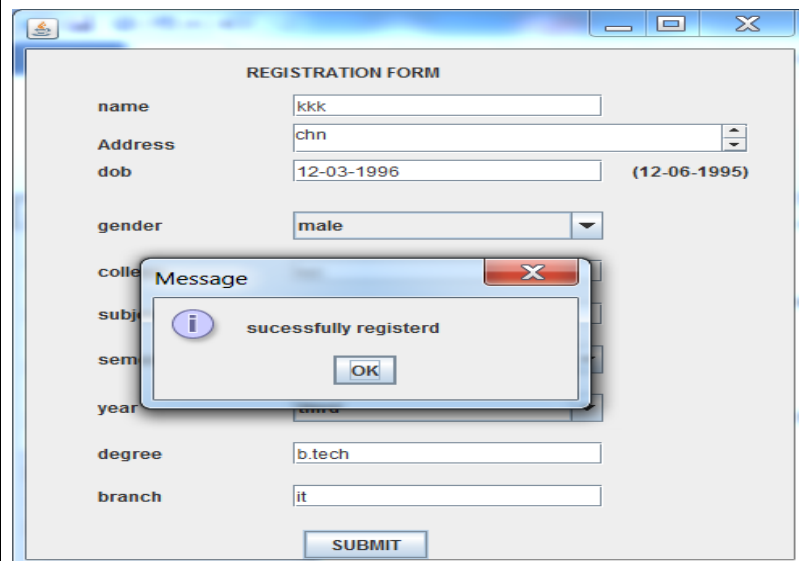 REGISTRATION FORM
name kkk
Address chn
dob 12-03-1996 (12-06-1995)
gender male
Message
sucessfully registerd
OK
year third
degree b.tech
branch it
SUBMIT